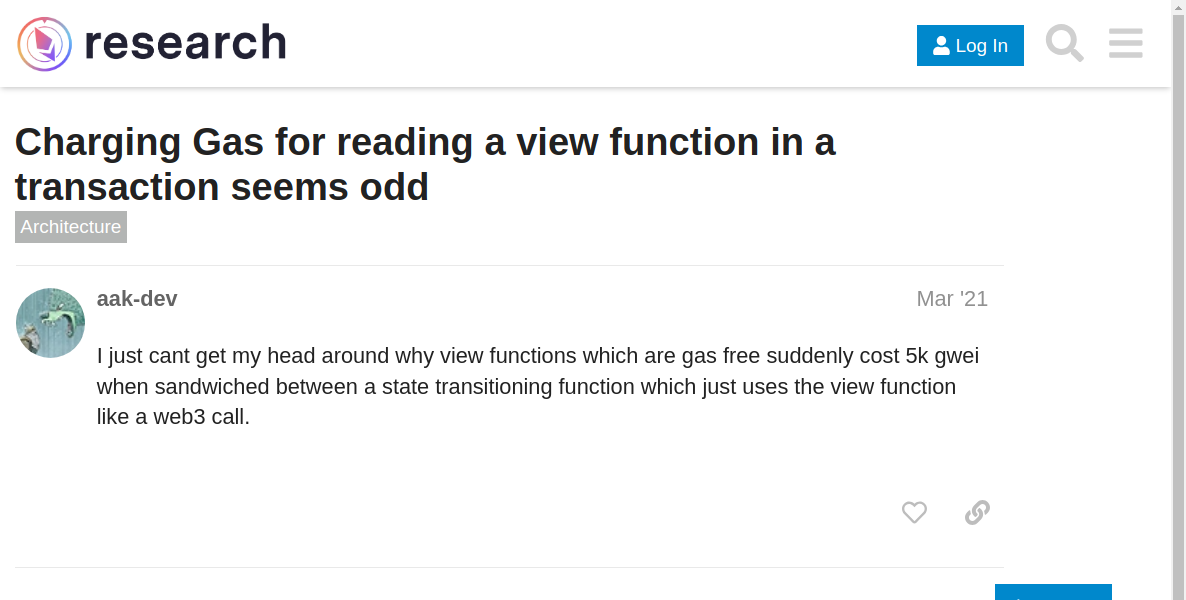 research
Log In
Charging Gas for reading a view function in a
transaction seems odd
Architecture
aak-dev
Mar '21
I just cant get my head around why view functions which are gas free suddenly cost 5k gwei
when sandwiched between a state transitioning function which just uses the view function
like a web3 call.